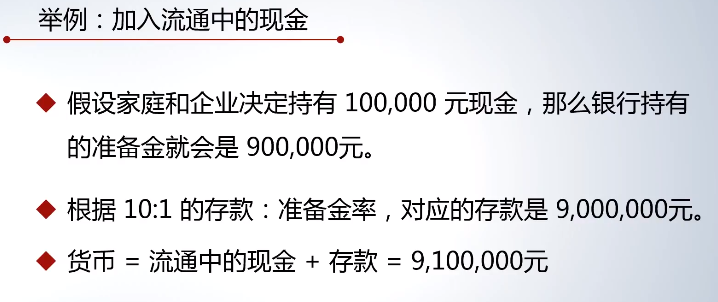 举例：加入流通中的现金
◆ 假设家庭和企业决定持有 100,000 元现金，那么银行持有
的准备金就会是 900,000元。
◆ 根据 10:1 的存款：准备金率，对应的存款是 9,000,000元。
◆ 货币 = 流通中的现金 + 存款 = 9,100,000元